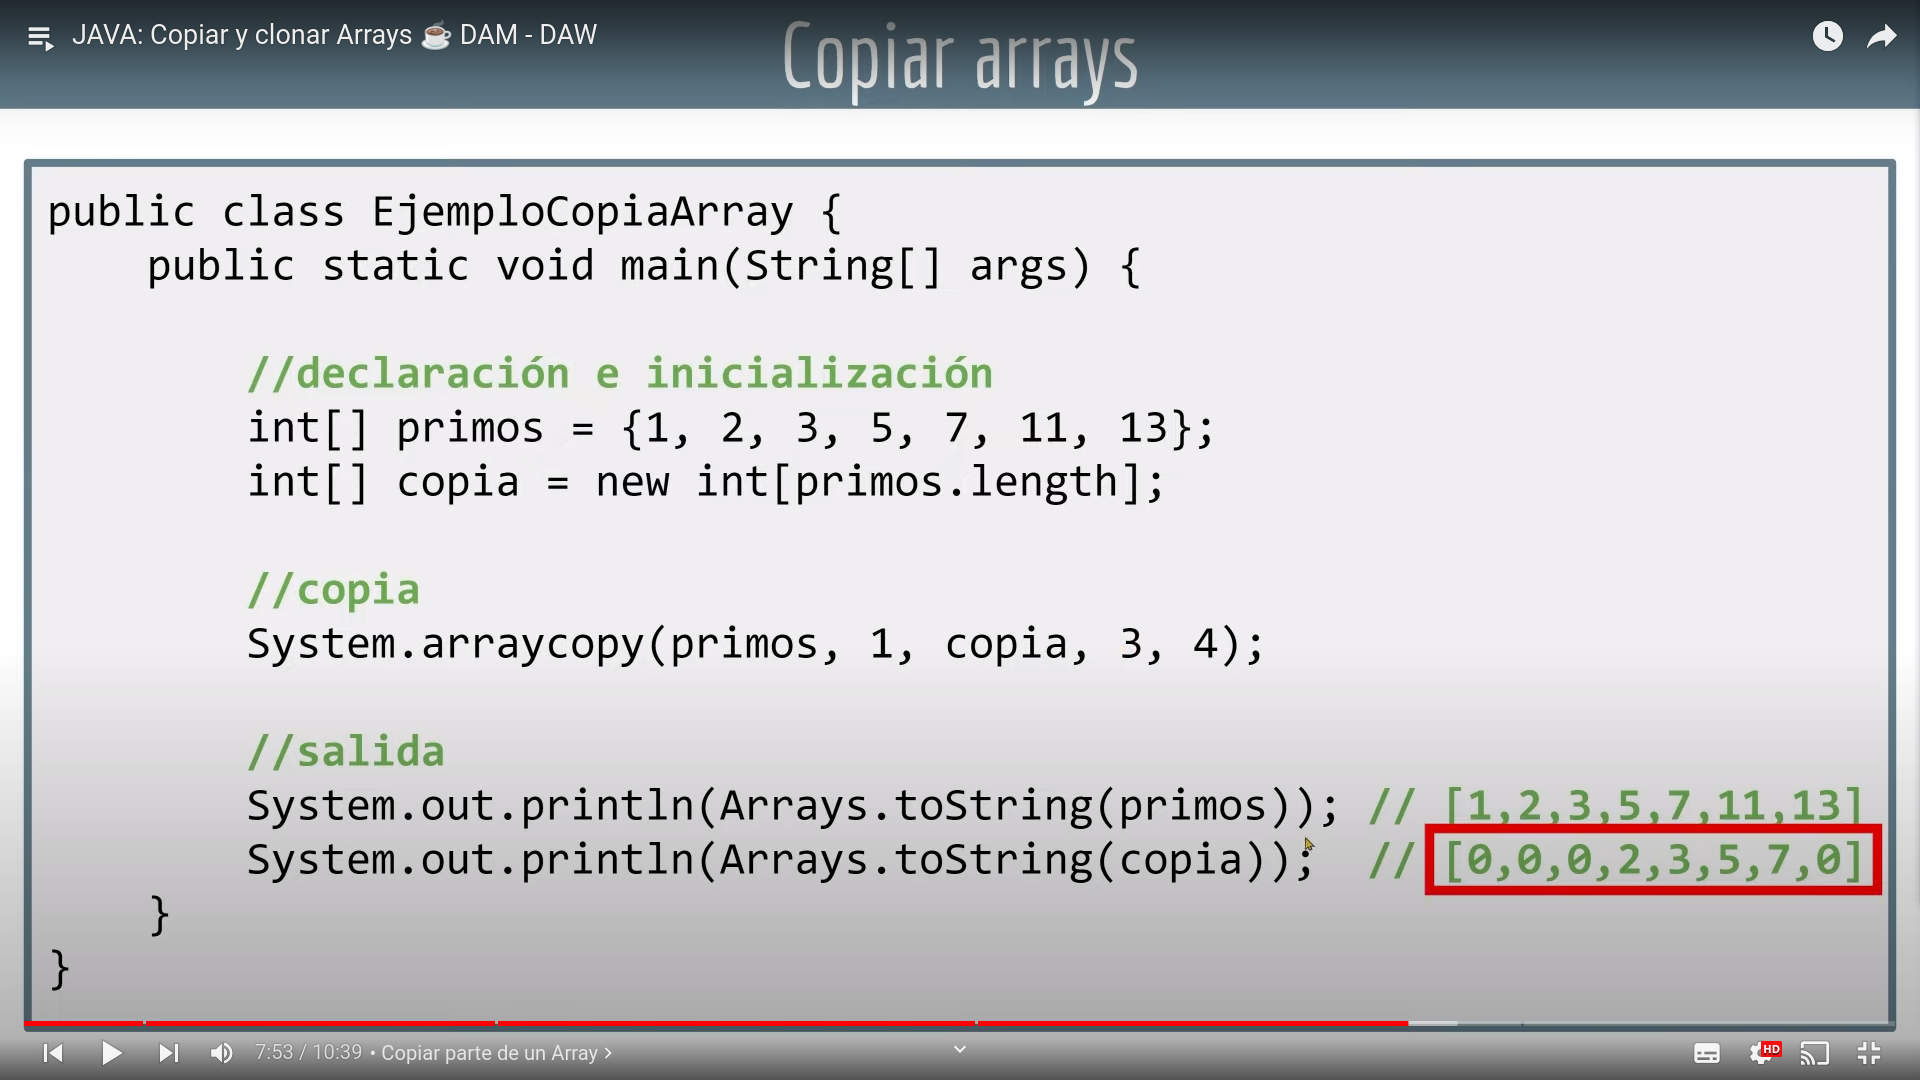 JAVA: Copiar y clonar Arrays ☕ DAM - DAW
Copiar arrays
public class EjemploCopiaArray {
public static void main(String[] args) {
//declaración e inicialización
int[] primos = {1, 2, 3, 5, 7, 11, 13};
int[] copia = new int[primos.length];
//copia
System.arraycopy(primos, 1, copia, 3, 4);
//salida
System.out.println(Arrays.toString(primos)); // [1,2,3,5,7,11,13]
System.out.println(Arrays.toString(copia)); // [0,0,0,2,3,5,7,0]
}
}
7:53 / 10:39 • Copiar parte de un Array >
HD